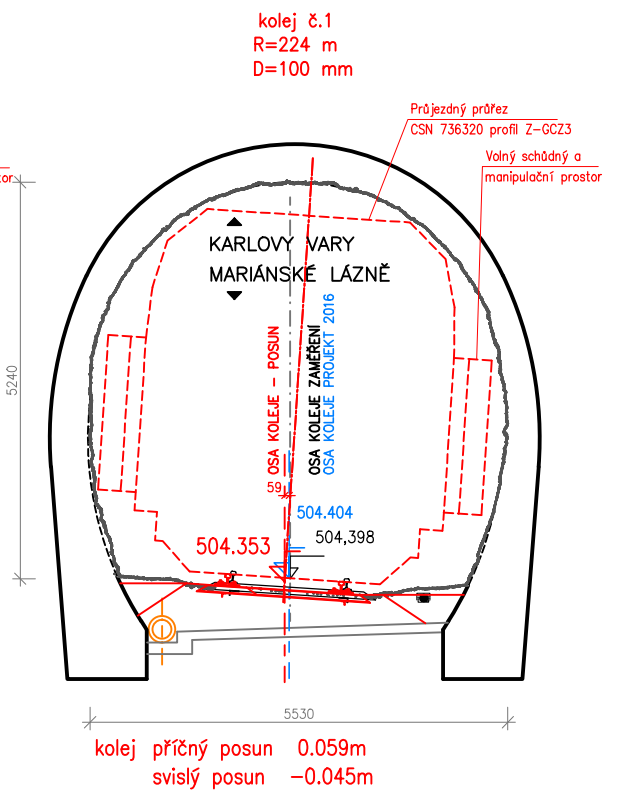 kolej č.1
R=224 m
D=100 mm
Průjezdný průřez
CSN 736320 profil Z-GCZ3
Volný schůdný a
manipulační prostor
KARLOVY VARY
MARIÁNSKÉ LÁZNĚ
OSA KOLEJE - POSUN
OSA KOLEJE ZAMĚŘENÍ
OSA KOLEJE PROJEKT 2016
5240
59
504.404
504.353
504,398
5530
kolej příčný posun 0.059m
svislý posun -0.045m